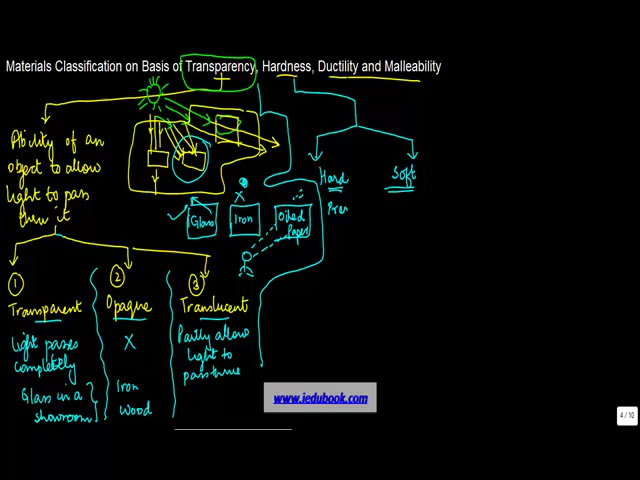 Materials Classification on Basis of Transparency, Hardness, Ductility and Malleability
Ability of an
object to allow
light to pass
thru it
Glass
Iron
Oiled
Paper
X
Hard
Soft
Pres
1
Transparent
Light passes
completely
Glass in a
showroom
2
Opaque
X
Iron
Wood
3
Translucent
Partly allow
light to
pass thru
www.iedubook.com
4 / 10